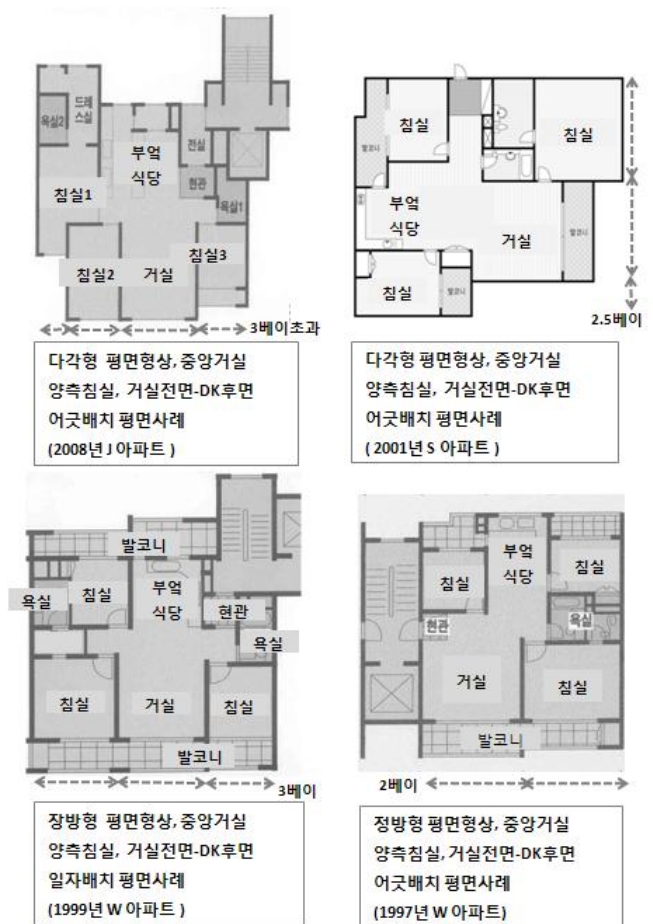 드레
스실
욕실2
전실
부엌
식당
현관
침실1
욕실1
침실3
침실2
거실
3베이초과
다각형 평면형상, 중앙거실
양측침실, 거실전면-DK후면
어긋배치 평면사례
(2008년 J 아파트 )
침실
침실
발코니
부엌
식당
거실
발코니
침실
발코니
2.5베이
다각형 평면형상, 중앙거실
양측침실, 거실전면-DK후면
어긋배치 평면사례
( 2001년 S 아파트 )
발코니
욕실
침실
부엌
식당
현관
욕실
침실
거실
침실
발코니
3베이
장방형 평면형상, 중앙거실
양측침실, 거실전면-DK후면
일자배치 평면사례
(1999년 W 아파트 )
부엌
식당
침실
침실
현관
욕실
거실
침실
발코니
2베이
정방형 평면형상, 중앙거실
양측침실, 거실전면-DK후면
어긋배치 평면사례
(1997년 W 아파트)